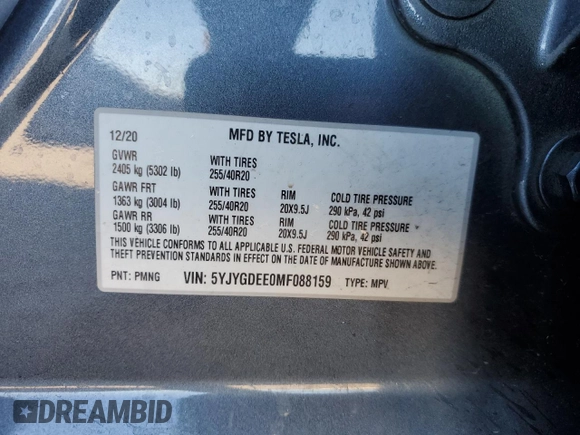 12/20 MFD BY TESLA, INC.
GVWR WITH TIRES
2405 kg (5302 lb) 255/40R20
GAWR FRT WITH TIRES RIM COLD TIRE PRESSURE
1363 kg (3004 lb) 255/40R20 20X9.5J 290 kPa, 42 psi
GAWR RR WITH TIRES RIM COLD TIRE PRESSURE
1500 kg (3306 lb) 255/40R20 20X9.5J 290 kPa, 42 psi
THIS VEHICLE CONFORMS TO ALL APPLICABLE U.S. FEDERAL MOTOR VEHICLE SAFETY AND
THEFT PREVENTION STANDARDS IN EFFECT ON THE DATE OF MANUFACTURE SHOWN ABOVE.
PNT: PMNG VIN: 5YJYGDEE0MF088159 TYPE: MPV
DREAMBID